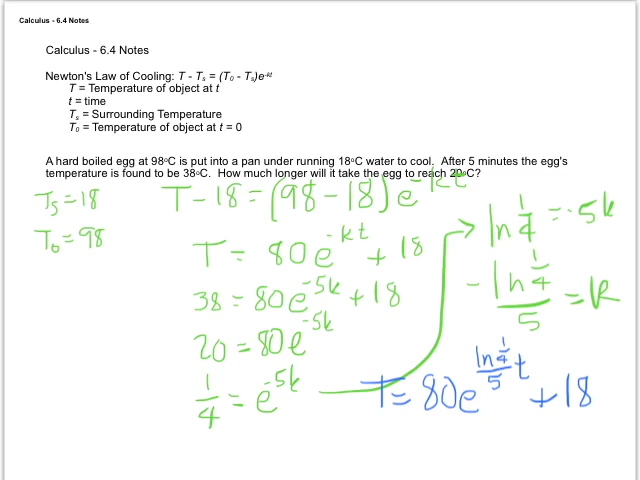 Calculus - 6.4 Notes
Calculus - 6.4 Notes
Newton's Law of Cooling: T - Tₛ = (T₀ - Tₛ)e⁻ᵏᵗ
T = Temperature of object at t
t = time
Tₛ = Surrounding Temperature
T₀ = Temperature of object at t = 0
A hard boiled egg at 98°C is put into a pan under running 18°C water to cool. After 5 minutes the egg's
temperature is found to be 38°C. How much longer will it take the egg to reach 20°C?
Tₛ = 18
T₀ = 98
T - 18 = (98 - 18) e^(-kt)
T = 80e^(-kt) + 18
38 = 80e^(-5k) + 18
20 = 80e^(-5k)
1/4 = e^(-5k)
ln 1/4 = -5k
- (ln 1/4)/5 = k
T = 80e^((ln 1/4)/5 t) + 18